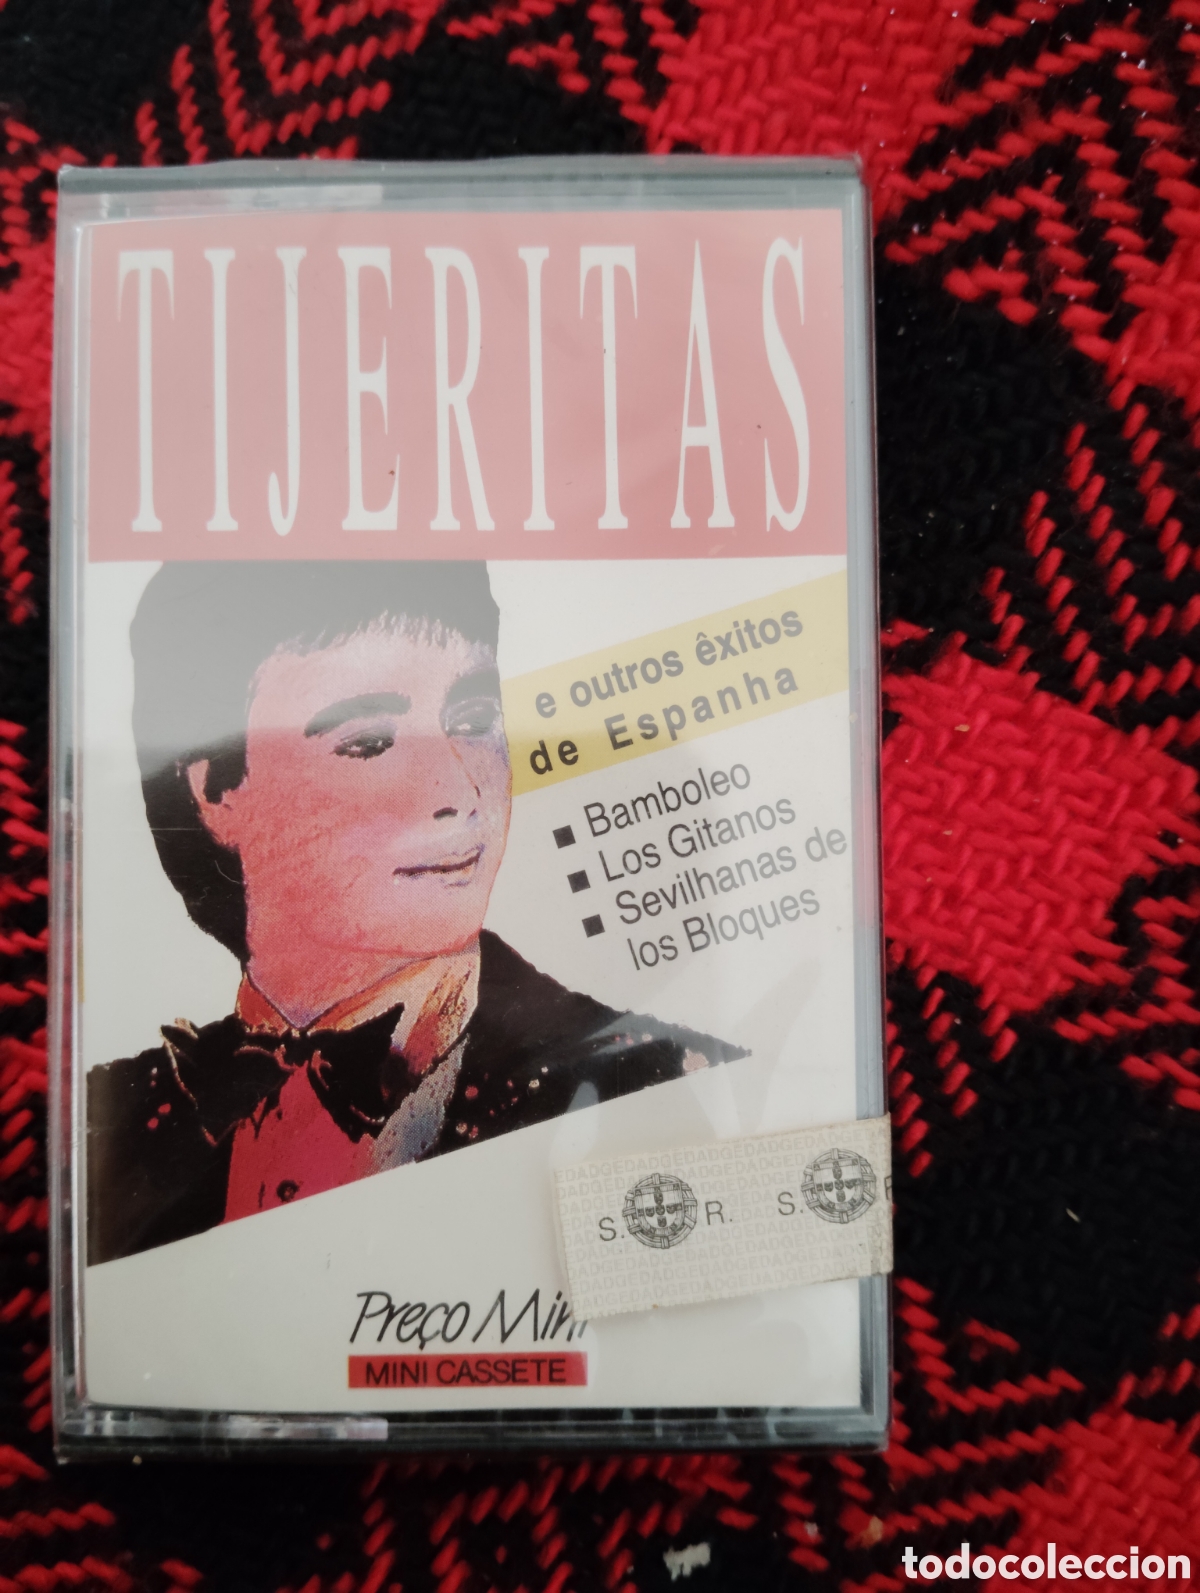 TIJERITAS
e outros êxitos
de Espanha
■ Bamboleo
■ Los Gitanos
■ Sevilhanas de
los Bloques
S. R. S. R
Preço Mini
MINI CASSETE
todocoleccion